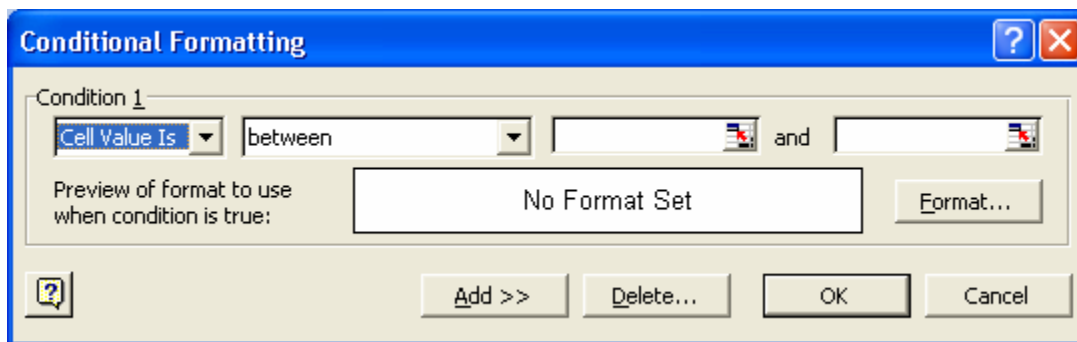 Conditional Formatting
Condition 1
Cell Value Is between and
Preview of format to use
when condition is true:
No Format Set
Format...
Add >> Delete... OK Cancel